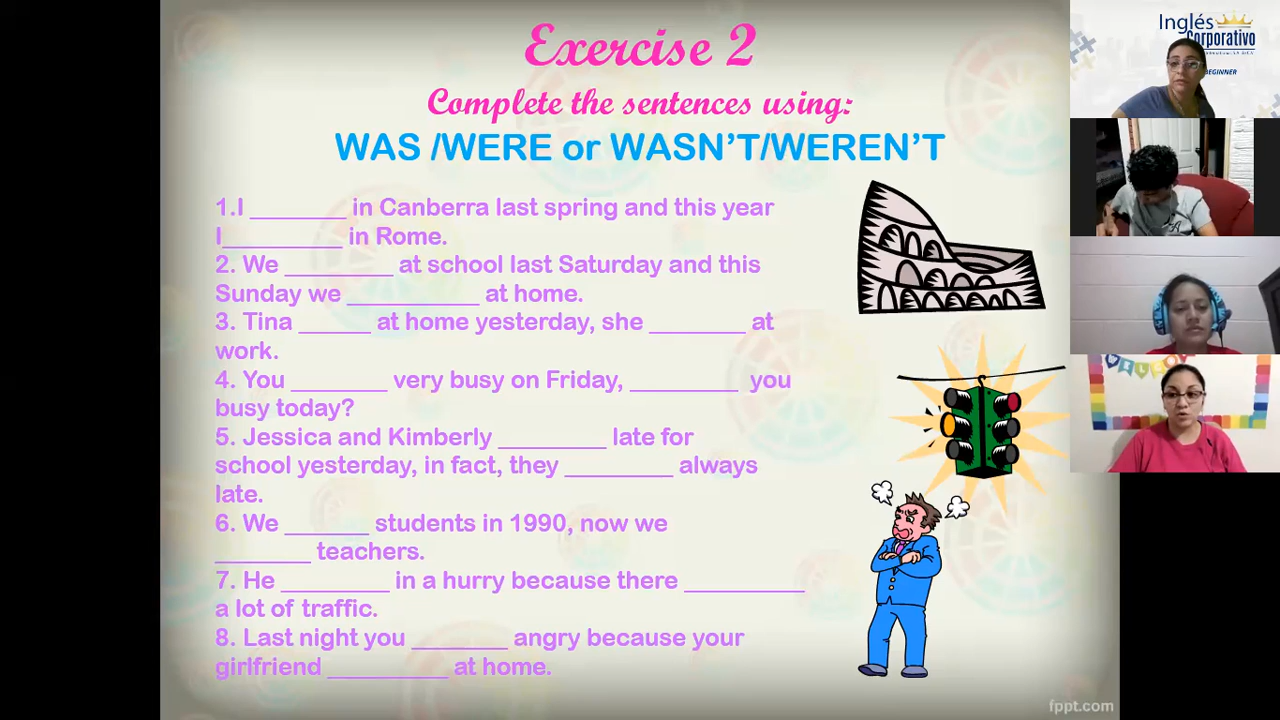 Exercise 2
Complete the sentences using:
WAS /WERE or WASN'T/WEREN'T
1.I ________ in Canberra last spring and this year
I__________ in Rome.
2. We _________ at school last Saturday and this
Sunday we ___________ at home.
3. Tina ______ at home yesterday, she ________ at
work.
4. You ________ very busy on Friday, _________ you
busy today?
5. Jessica and Kimberly _________ late for
school yesterday, in fact, they _________ always
late.
6. We _______ students in 1990, now we
________ teachers.
7. He _________ in a hurry because there __________
a lot of traffic.
8. Last night you ________ angry because your
girlfriend __________ at home.
fppt.com
Inglés
Corporativo
BEGINNER